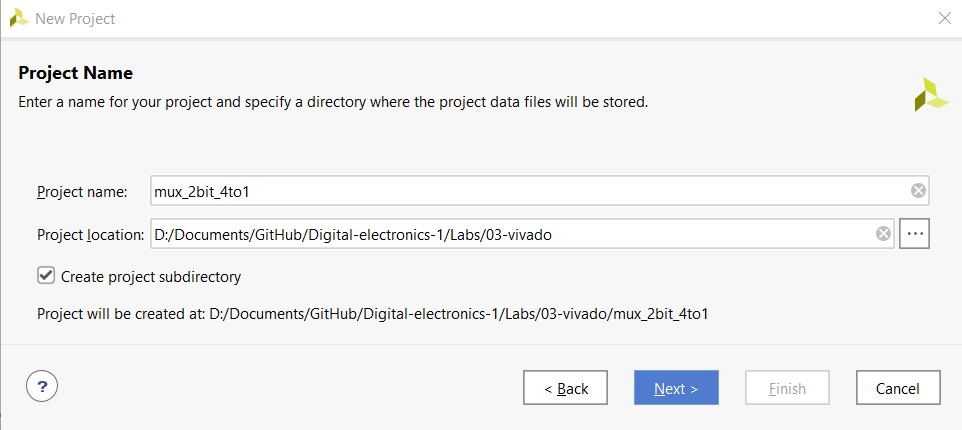 New Project
Project Name
Enter a name for your project and specify a directory where the project data files will be stored.
Project name: mux_2bit_4to1
Project location: D:/Documents/GitHub/Digital-electronics-1/Labs/03-vivado ...
Create project subdirectory
Project will be created at: D:/Documents/GitHub/Digital-electronics-1/Labs/03-vivado/mux_2bit_4to1
? < Back Next > Finish Cancel